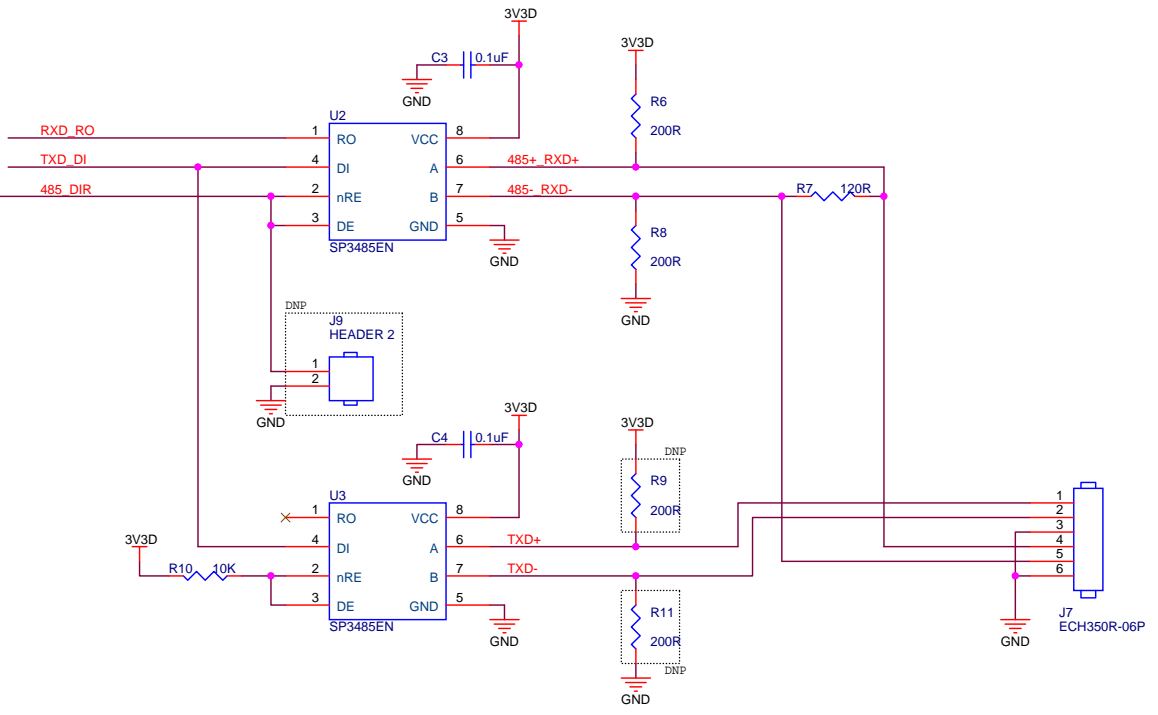 3V3D
C3 0.1uF
GND
3V3D
R6
200R
U2
RXD_RO 1 RO VCC 8
TXD_DI 4 DI A 6 485+_RXD+
485_DIR 2 nRE B 7 485-_RXD-
3 DE GND 5
SP3485EN
GND
R7 120R
R8
200R
GND
DNP
J9
HEADER 2
1
2
GND
3V3D
C4 0.1uF
GND
3V3D
DNP
R9
200R
U3
1 RO VCC 8
4 DI A 6 TXD+
3V3D
R10 10K
2 nRE B 7 TXD-
3 DE GND 5
SP3485EN
GND
R11
200R
DNP
GND
1
2
3
4
5
6
J7
ECH350R-06P
GND